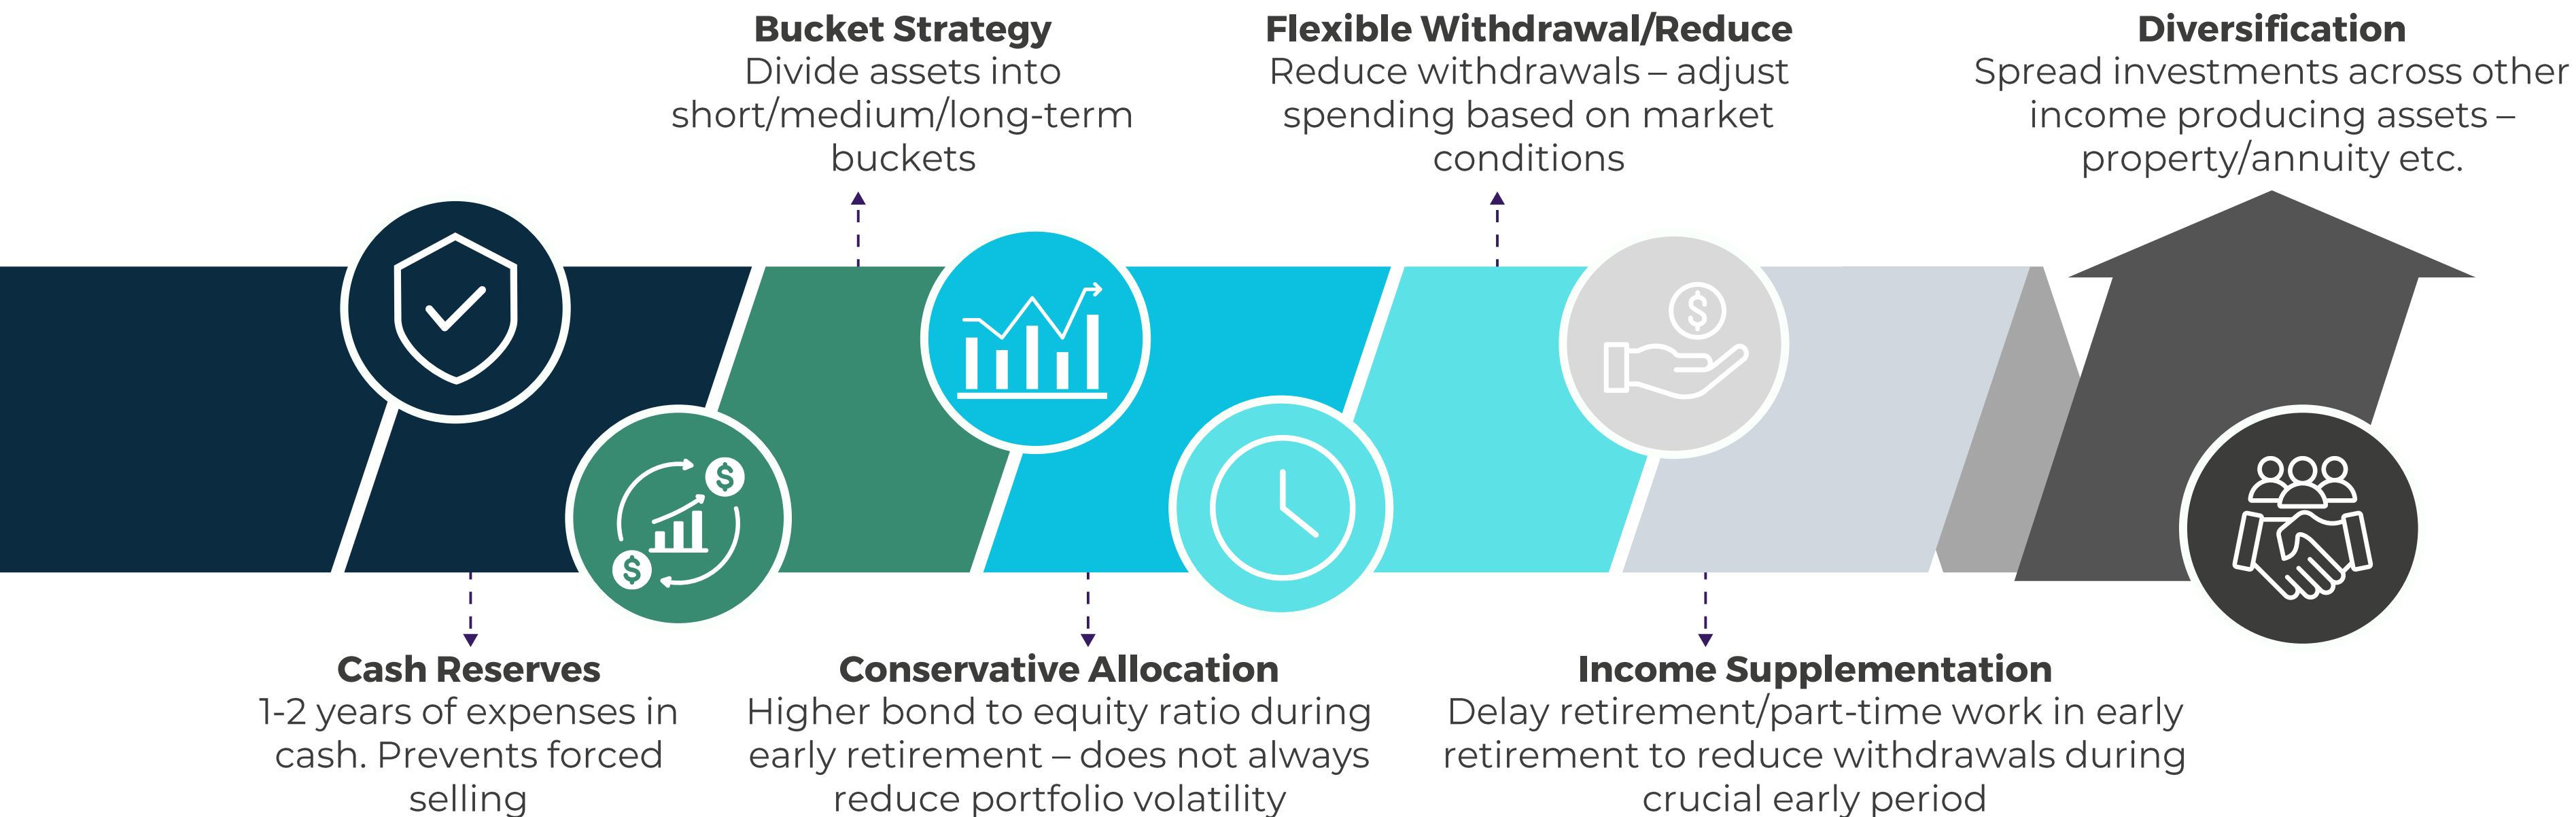 Bucket Strategy
Divide assets into
short/medium/long-term
buckets
Flexible Withdrawal/Reduce
Reduce withdrawals – adjust
spending based on market
conditions
Diversification
Spread investments across other
income producing assets –
property/annuity etc.
$
$
$
Cash Reserves
1-2 years of expenses in
cash. Prevents forced
selling
Conservative Allocation
Higher bond to equity ratio during
early retirement – does not always
reduce portfolio volatility
Income Supplementation
Delay retirement/part-time work in early
retirement to reduce withdrawals during
crucial early period